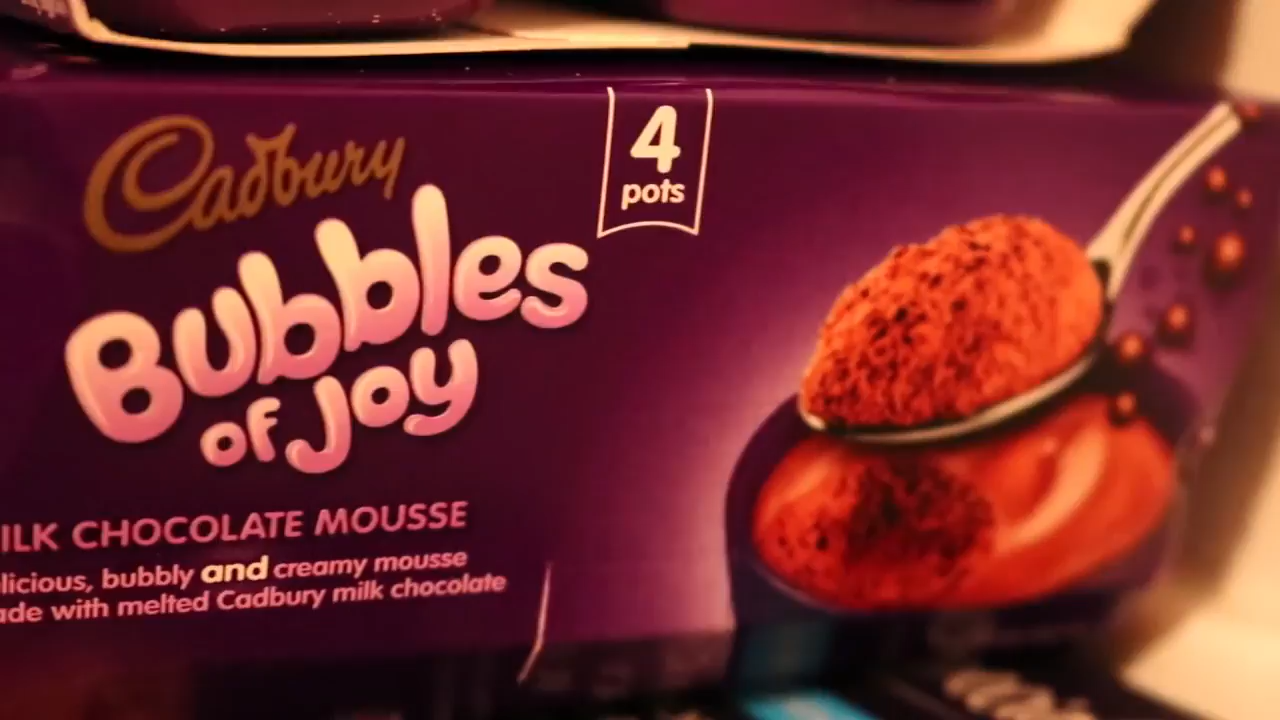 Cadbury
Bubbles
of Joy
4
pots
ILK CHOCOLATE MOUSSE
licious, bubbly and creamy mousse
ade with melted Cadbury milk chocolate